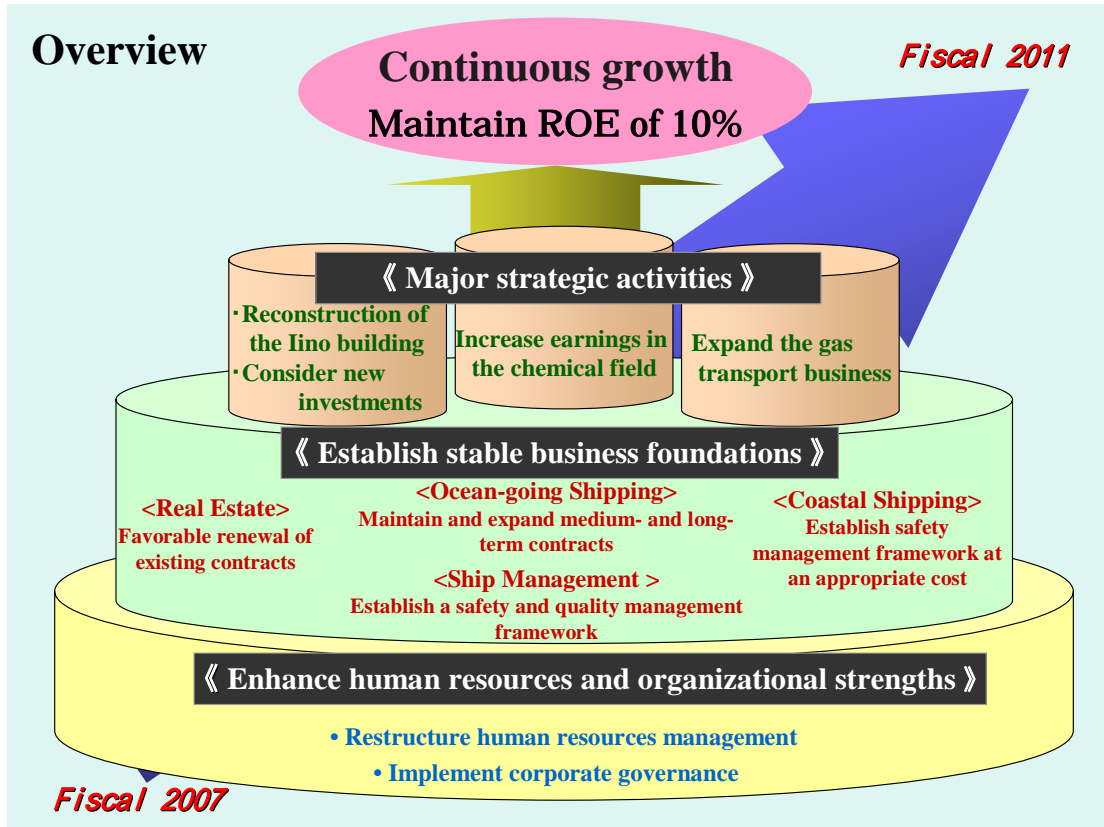 Overview
Fiscal 2011
Continuous growth
Maintain ROE of 10%
《 Major strategic activities 》
・Reconstruction of
the Iino building
・Consider new
investments
Increase earnings in
the chemical field
Expand the gas
transport business
《 Establish stable business foundations 》
<Real Estate>
Favorable renewal of
existing contracts
<Ocean-going Shipping>
Maintain and expand medium- and long-
term contracts
<Ship Management >
Establish a safety and quality management
framework
<Coastal Shipping>
Establish safety
management framework at
an appropriate cost
《 Enhance human resources and organizational strengths 》
• Restructure human resources management
• Implement corporate governance
Fiscal 2007